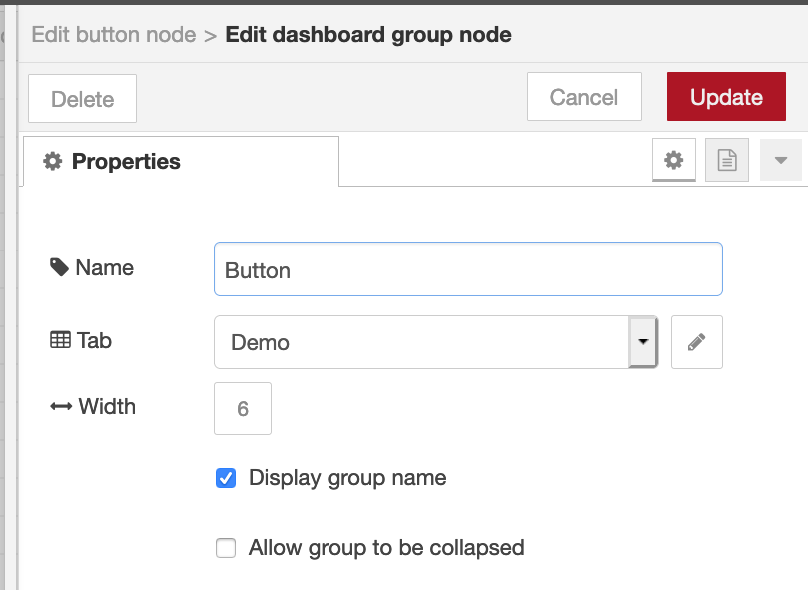 Edit button node > Edit dashboard group node
Delete
Cancel
Update
Properties
Name
Button
Tab
Demo
Width
6
Display group name
Allow group to be collapsed